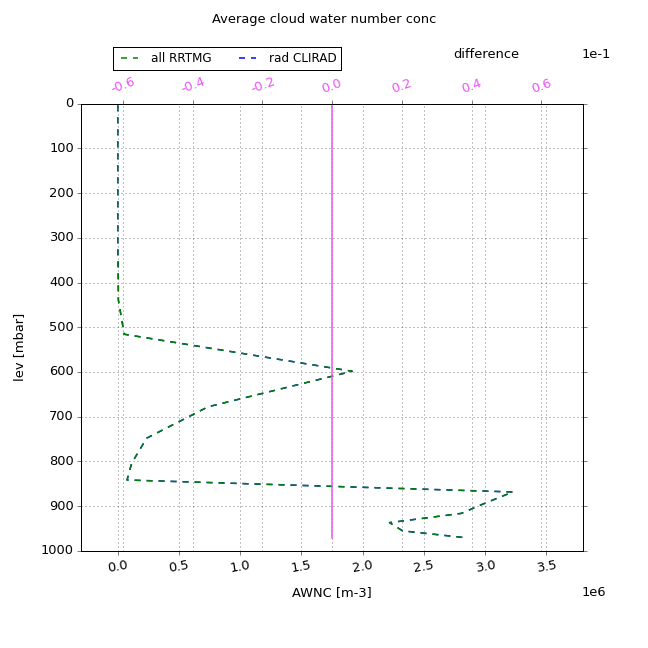 Average cloud water number conc
all RRTMG rad CLIRAD difference 1e-1
-0.6 -0.4 -0.2 0.0 0.2 0.4 0.6
0
100
200
300
400
500
600
700
800
900
1000
lev [mbar]
0.0 0.5 1.0 1.5 2.0 2.5 3.0 3.5
AWNC [m-3] 1e6